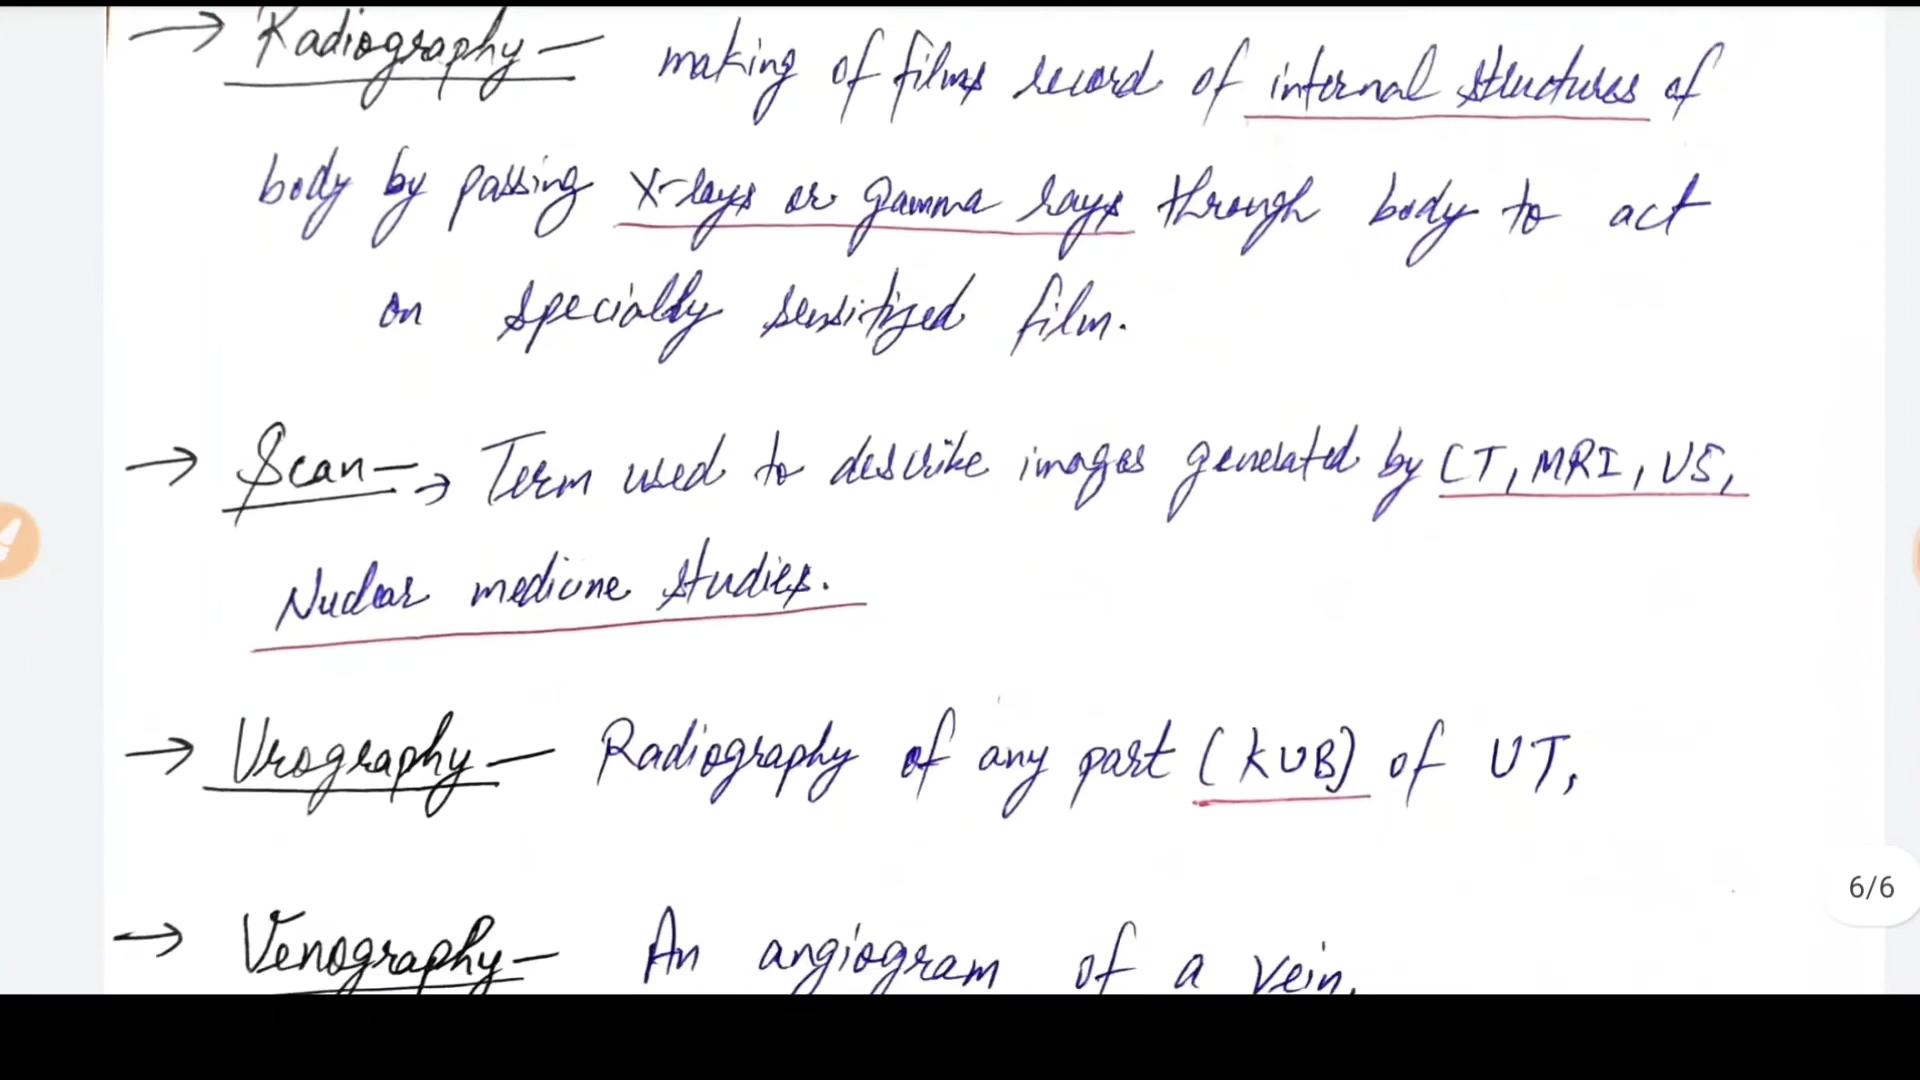 → Radiography — making of films record of internal structures of
body by passing X-rays or gamma rays through body to act
on specially sensitized film.
→ Scan — → Term used to describe images generated by CT, MRI, US,
Nuclear medicine studies.
→ Urography — Radiography of any part (KUB) of UT,
6/6
→ Venography — An angiogram of a vein.